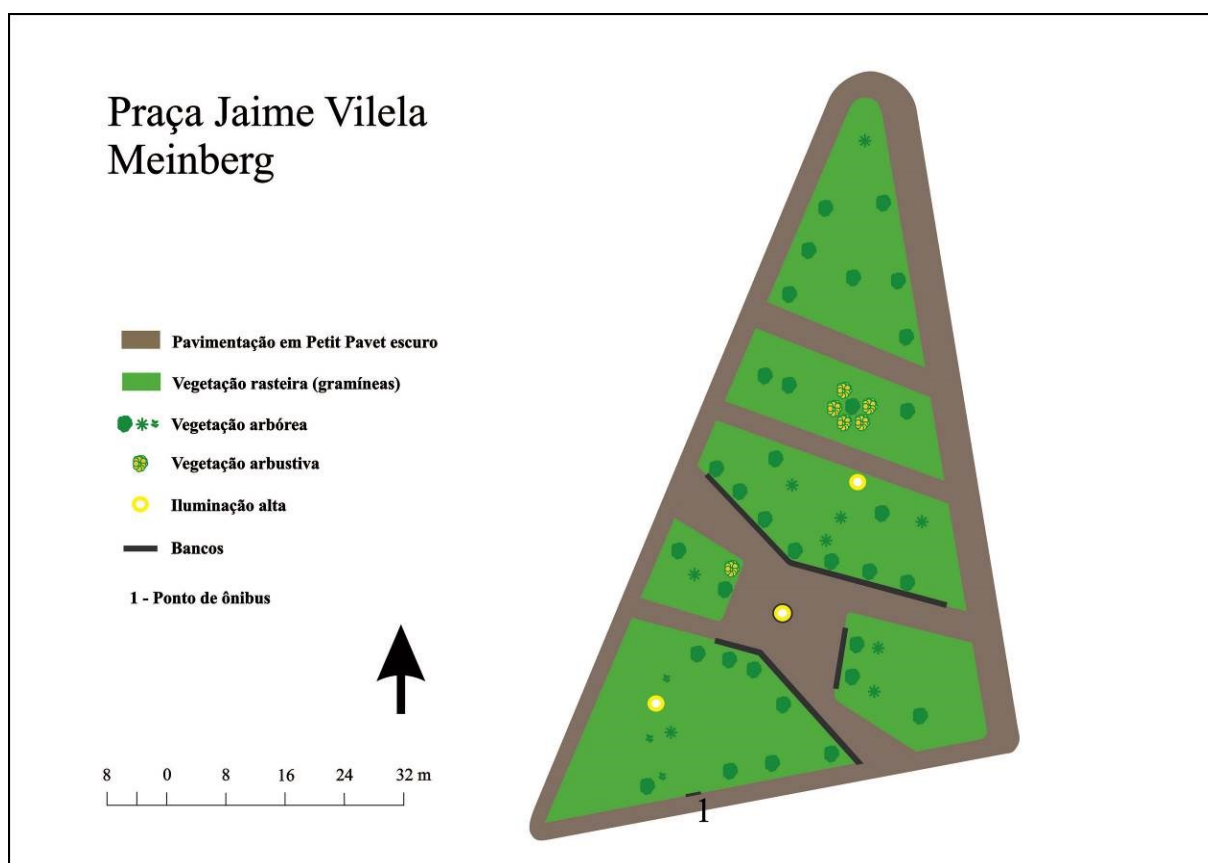 Praça Jaime Vilela
Meinberg
Pavimentação em Petit Pavet escuro
Vegetação rasteira (gramíneas)
Vegetação arbórea
Vegetação arbustiva
Iluminação alta
Bancos
1 - Ponto de ônibus
8 0 8 16 24 32 m
1